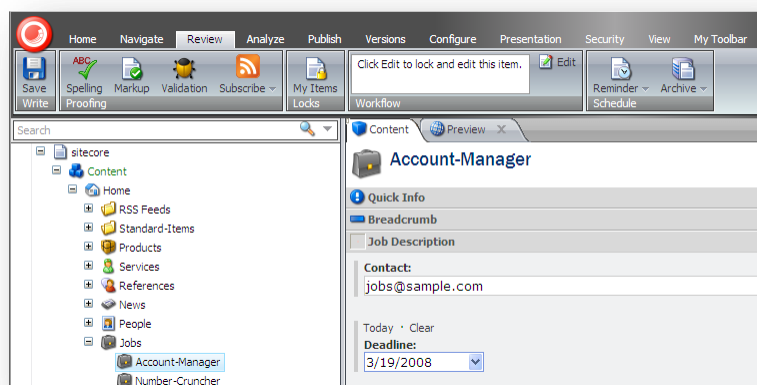 Home Navigate Review Analyze Publish Versions Configure Presentation Security View My Toolbar
ABC
Click Edit to lock and edit this item.
Edit
Save Spelling Markup Validation Subscribe My Items Reminder Archive
Write Proofing Locks Workflow Schedule
Search
Content Preview X
sitecore
Content
Home
RSS Feeds
Standard-Items
Products
Services
References
News
People
Jobs
Account-Manager
Number-Cruncher
Account-Manager
Quick Info
Breadcrumb
Job Description
Contact:
jobs@sample.com
Today · Clear
Deadline:
3/19/2008